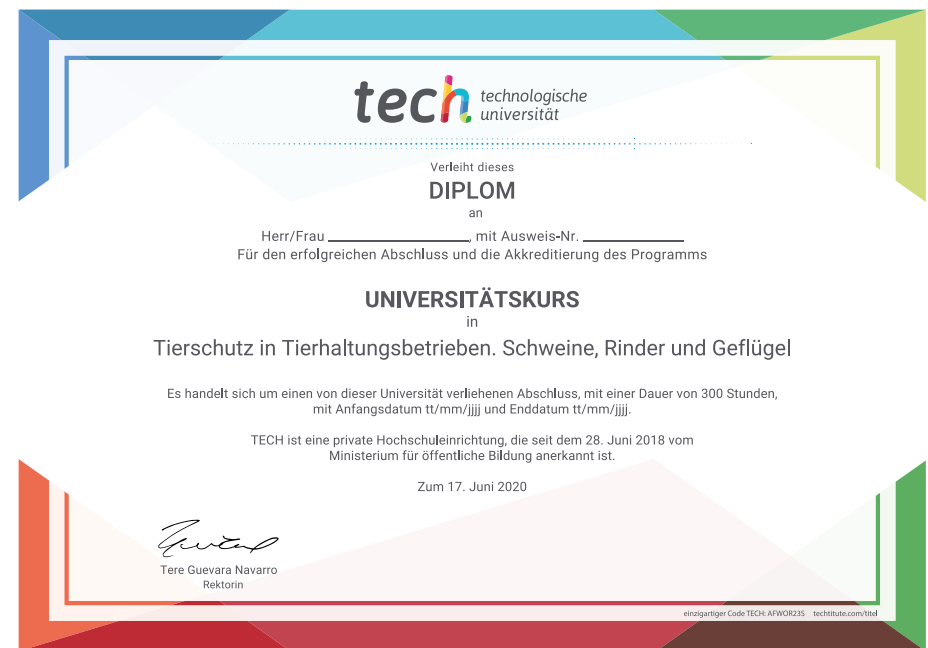 tech technologische
universität
Verleiht dieses
DIPLOM
an
Herr/Frau ____________________, mit Ausweis-Nr. ______________
Für den erfolgreichen Abschluss und die Akkreditierung des Programms
UNIVERSITÄTSKURS
in
Tierschutz in Tierhaltungsbetrieben. Schweine, Rinder und Geflügel
Es handelt sich um einen von dieser Universität verliehenen Abschluss, mit einer Dauer von 300 Stunden,
mit Anfangsdatum tt/mm/jjjj und Enddatum tt/mm/jjjj.
TECH ist eine private Hochschuleinrichtung, die seit dem 28. Juni 2018 vom
Ministerium für öffentliche Bildung anerkannt ist.
Zum 17. Juni 2020
Tere Guevara Navarro
Rektorin
einzigartiger Code TECH: AFWOR23S techtitute.com/titel